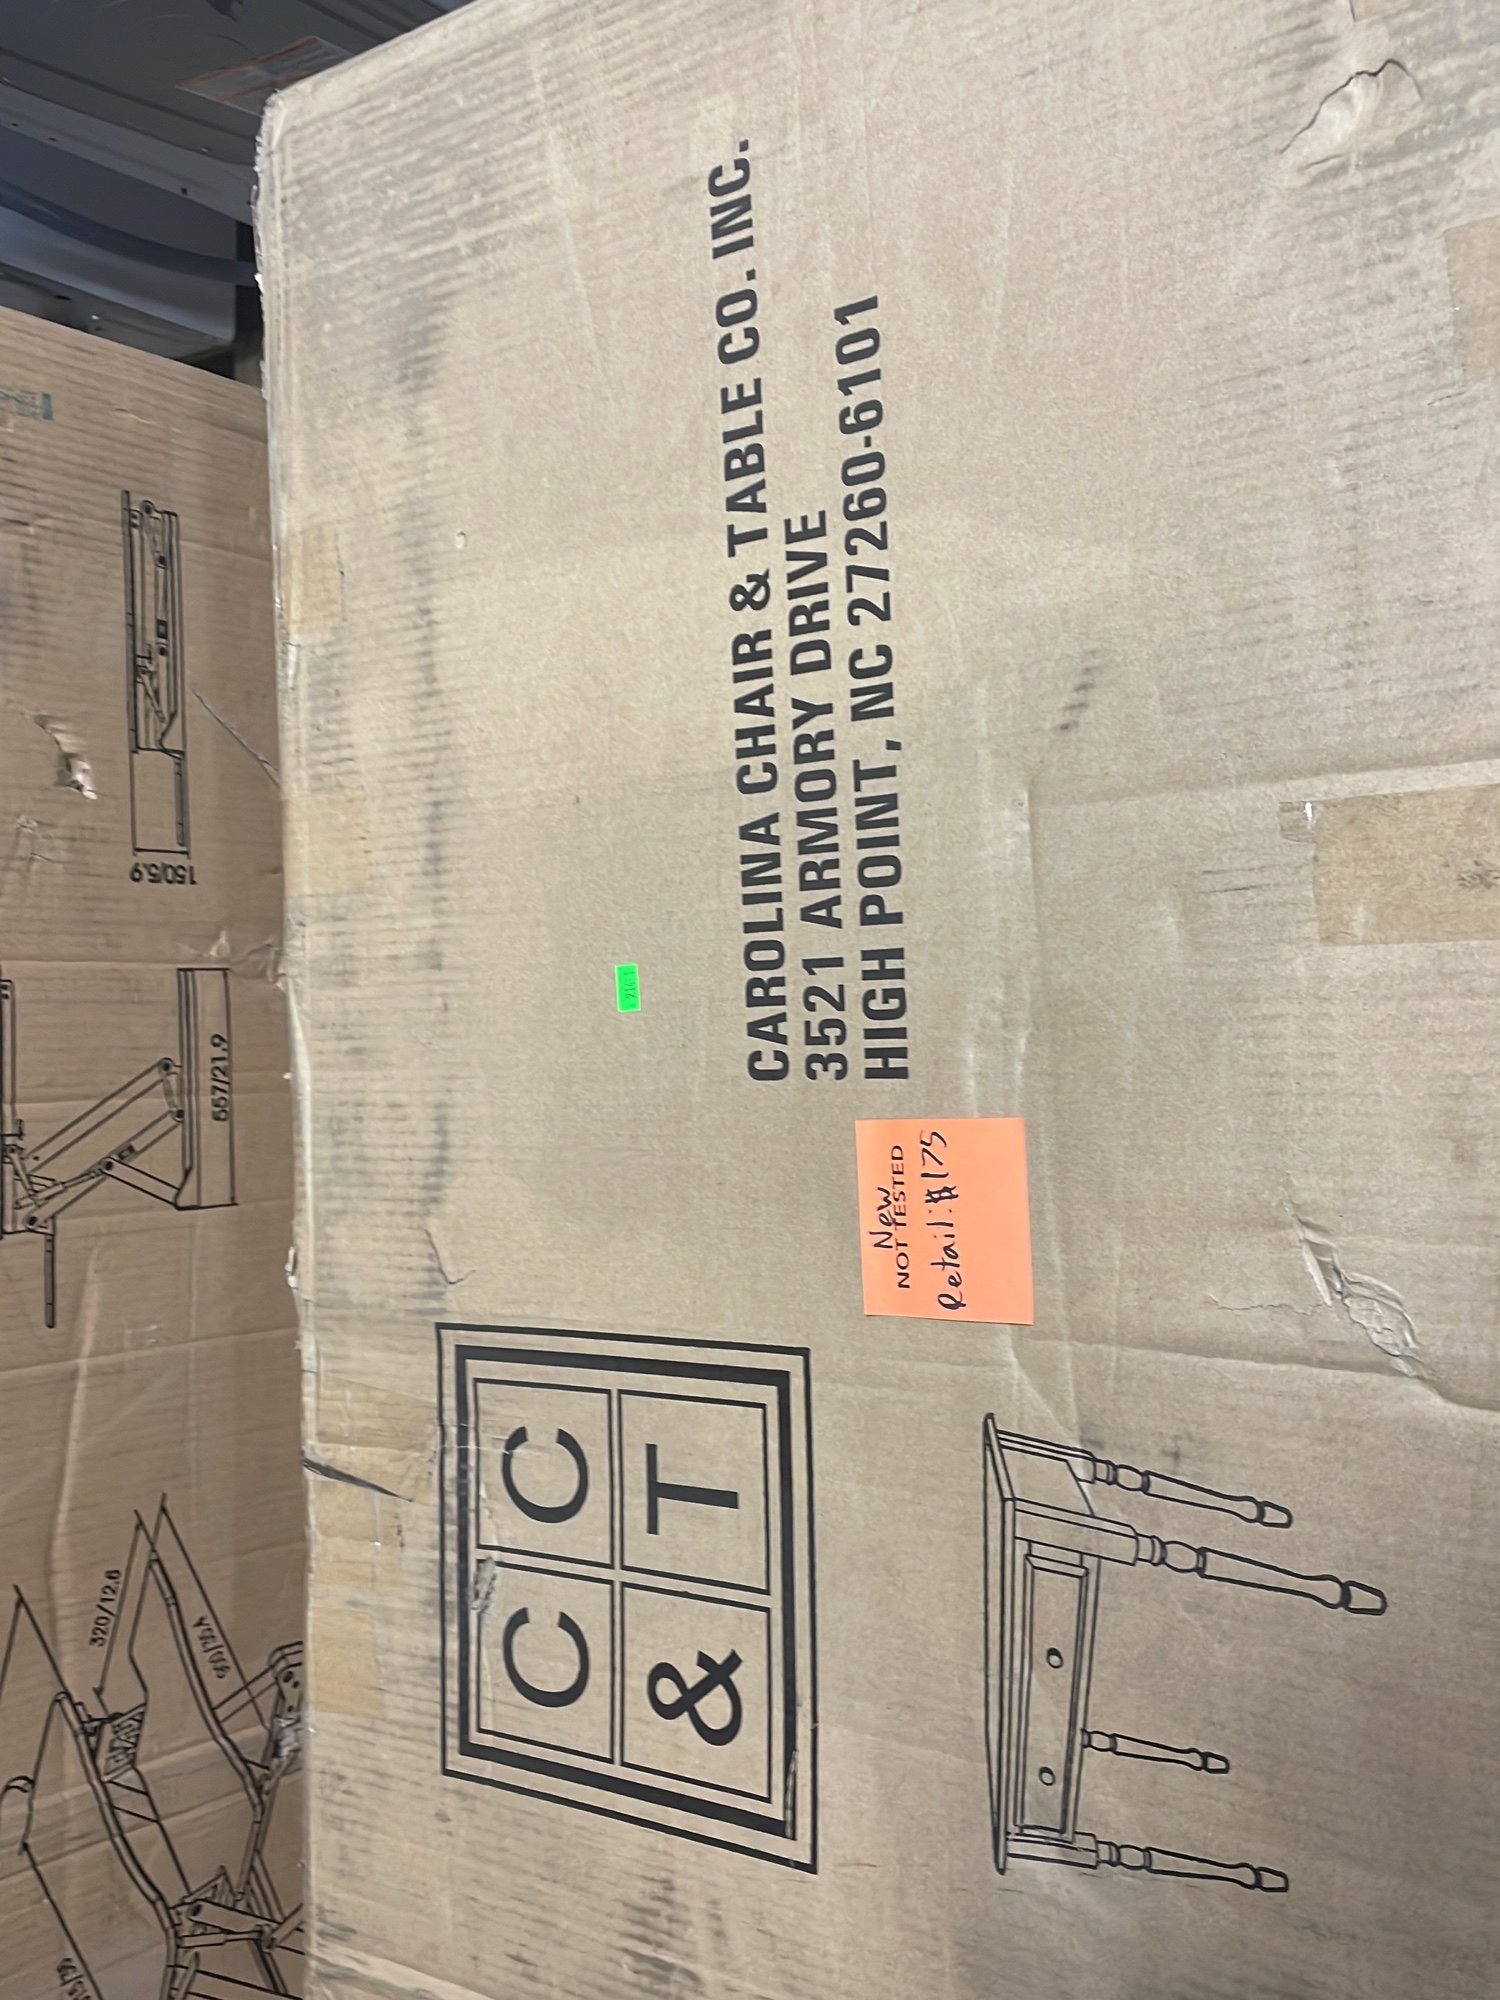 CAROLINA CHAIR & TABLE CO. INC.
3521 ARMORY DRIVE
HIGH POINT, NC 27260-6101
C C
& T
New
NOT TESTED
Retail: $175
150/5.9
557/21.9
320/12.6